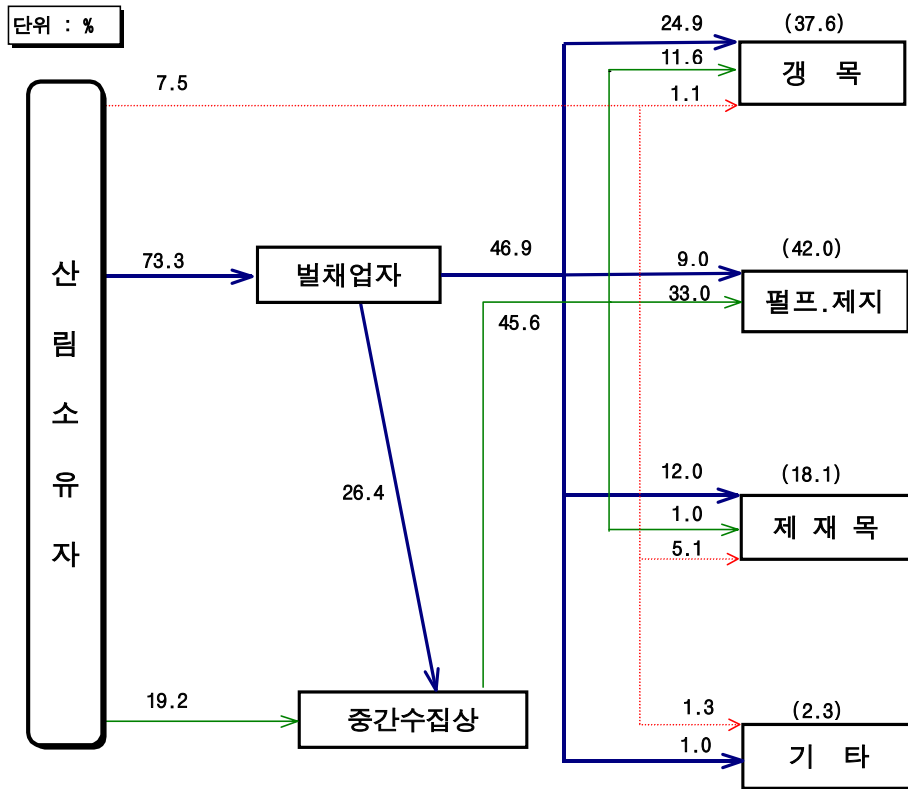 단위 : %
24.9
(37.6)
11.6
갱 목
7.5
1.1
산림소유자
73.3
벌채업자
46.9
9.0
(42.0)
33.0
펄프.제지
45.6
26.4
12.0
(18.1)
1.0
제 재 목
5.1
19.2
중간수집상
1.3
(2.3)
1.0
기 타